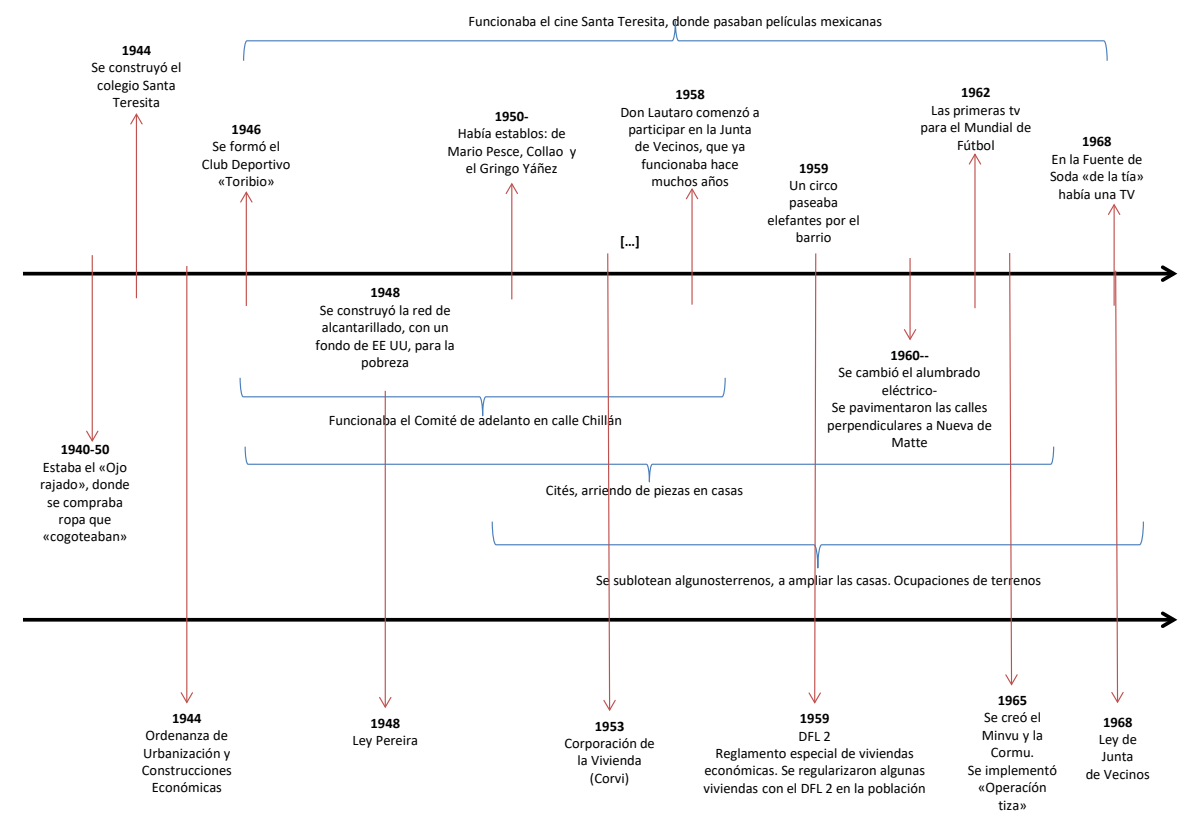 Funcionaba el cine Santa Teresita, donde pasaban películas mexicanas
1944
Se construyó el
colegio Santa
Teresita
1946
Se formó el
Club Deportivo
«Toribio»
1950-
Había establos: de
Mario Pesce, Collao y
el Gringo Yáñez
1958
Don Lautaro comenzó a
participar en la Junta
de Vecinos, que ya
funcionaba hace
muchos años
1959
Un circo
paseaba
elefantes por el
barrio
1962
Las primeras tv
para el Mundial de
Fútbol
1968
En la Fuente de
Soda «de la tía»
había una TV
[...]
1948
Se construyó la red de
alcantarillado, con un
fondo de EE UU, para la
pobreza
1960--
Se cambió el alumbrado
eléctrico-
Se pavimentaron las calles
perpendiculares a Nueva de
Matte
Funcionaba el Comité de adelanto en calle Chillán
1940-50
Estaba el «Ojo
rajado», donde
se compraba
ropa que
«cogoteaban»
Cités, arriendo de piezas en casas
Se sublotean algunosterrenos, a ampliar las casas. Ocupaciones de terrenos
1944
Ordenanza de
Urbanización y
Construcciones
Económicas
1948
Ley Pereira
1953
Corporación de
la Vivienda
(Corvi)
1959
DFL 2
Reglamento especial de viviendas
económicas. Se regularizaron algunas
viviendas con el DFL 2 en la población
1965
Se creó el
Minvu y la
Cormu.
Se implementó
«Operación
tiza»
1968
Ley de
Junta
de Vecinos